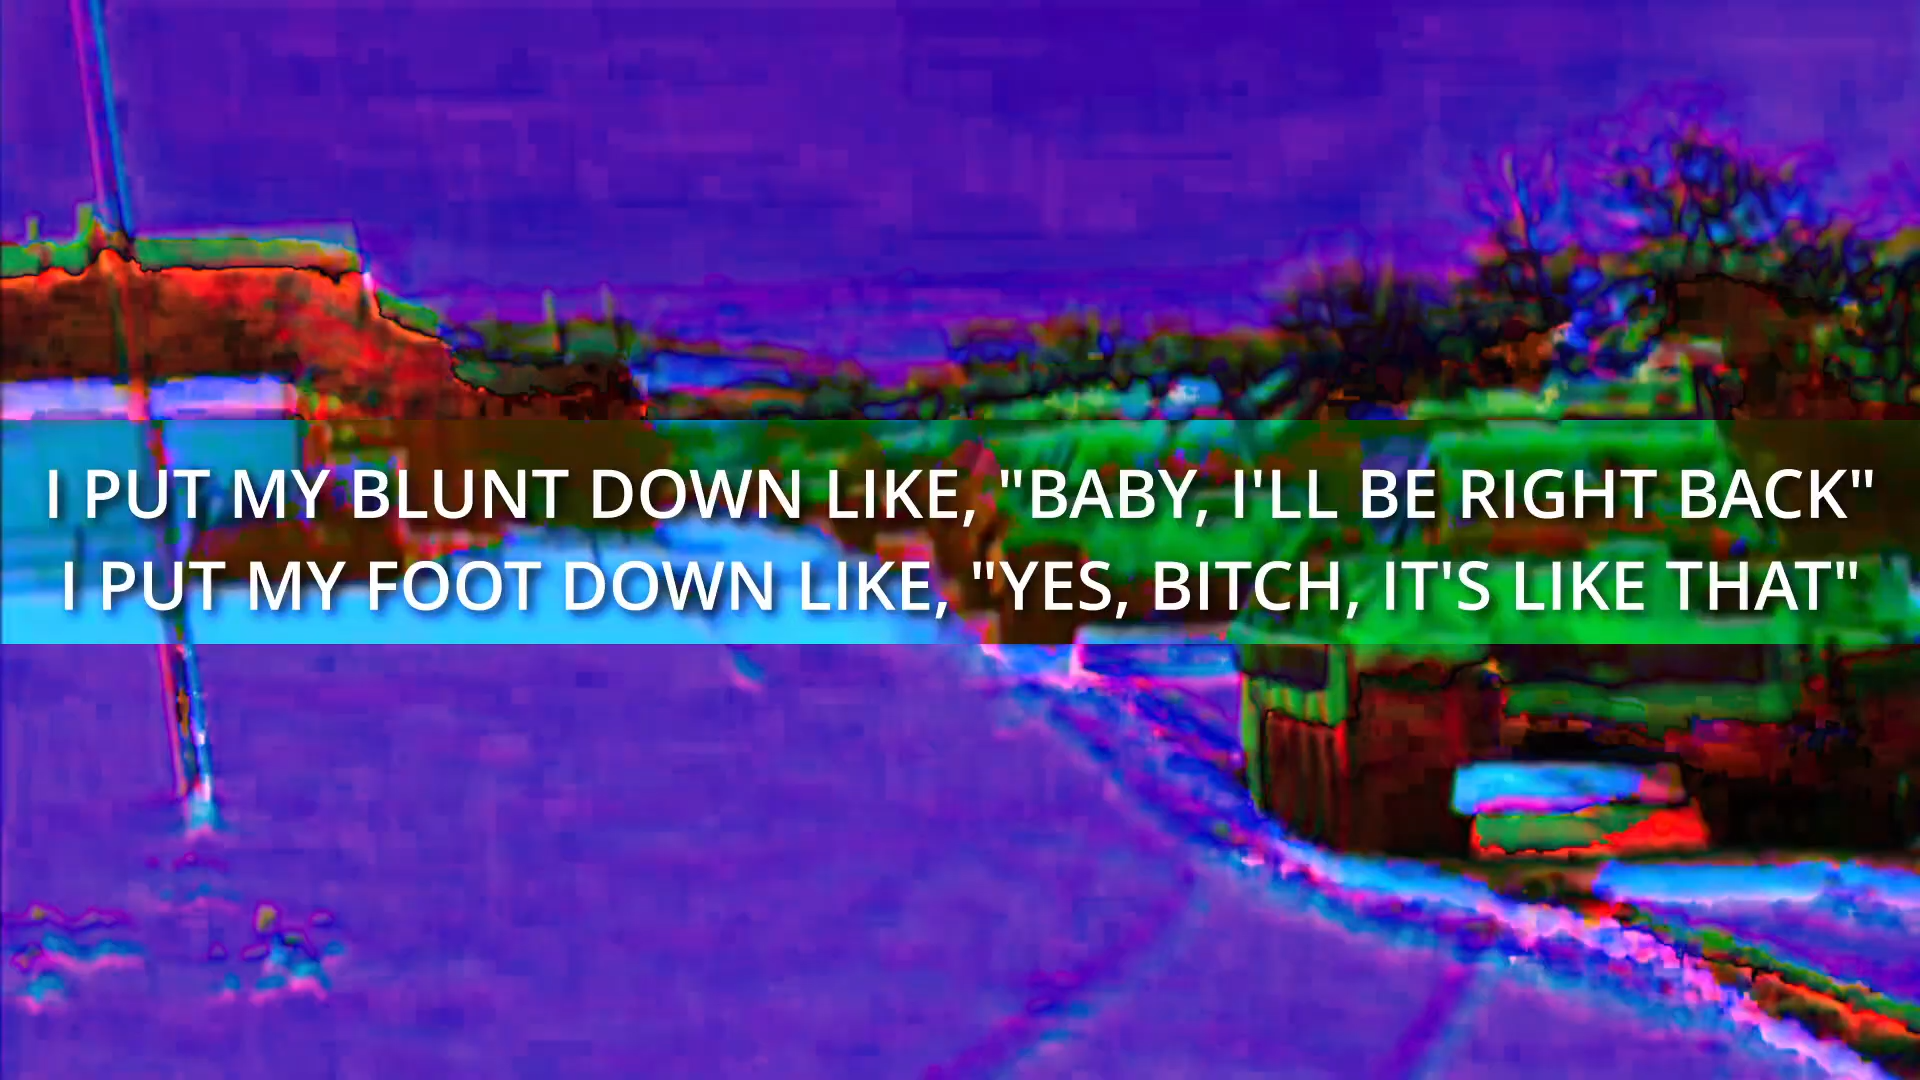 I PUT MY BLUNT DOWN LIKE, "BABY, I'LL BE RIGHT BACK"
I PUT MY FOOT DOWN LIKE, "YES, BITCH, IT'S LIKE THAT"